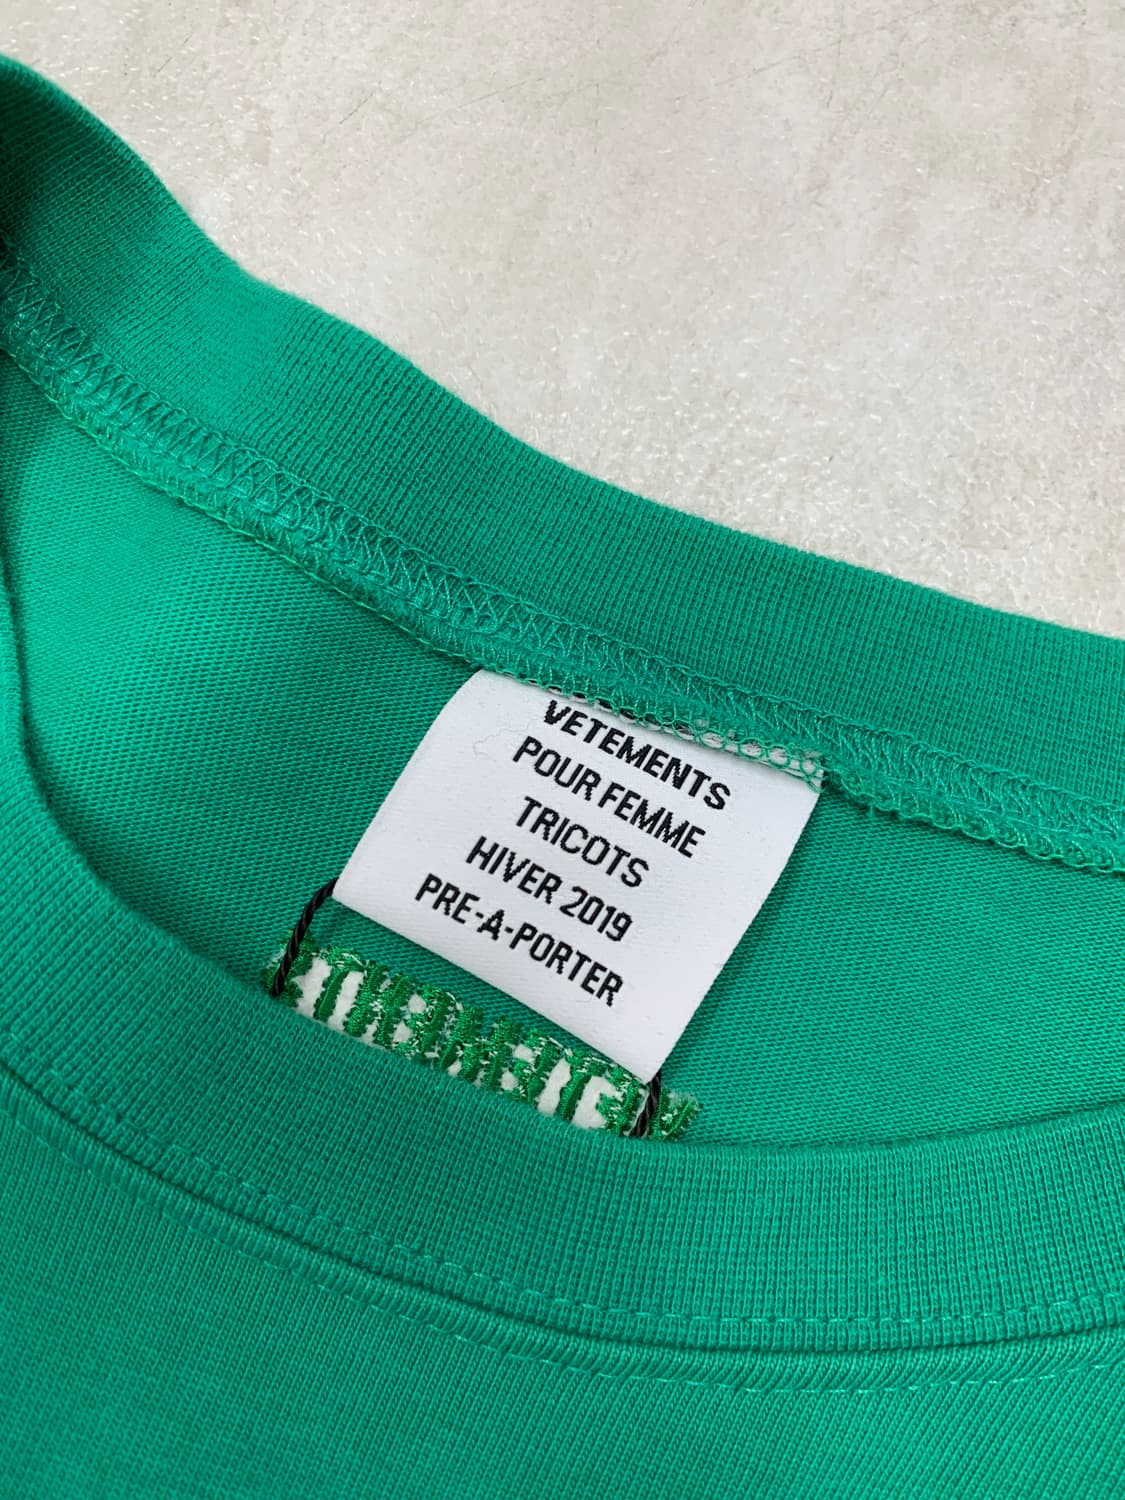 VETEMENTS
POUR FEMME
TRICOTS
HIVER 2019
PRE-A-PORTER